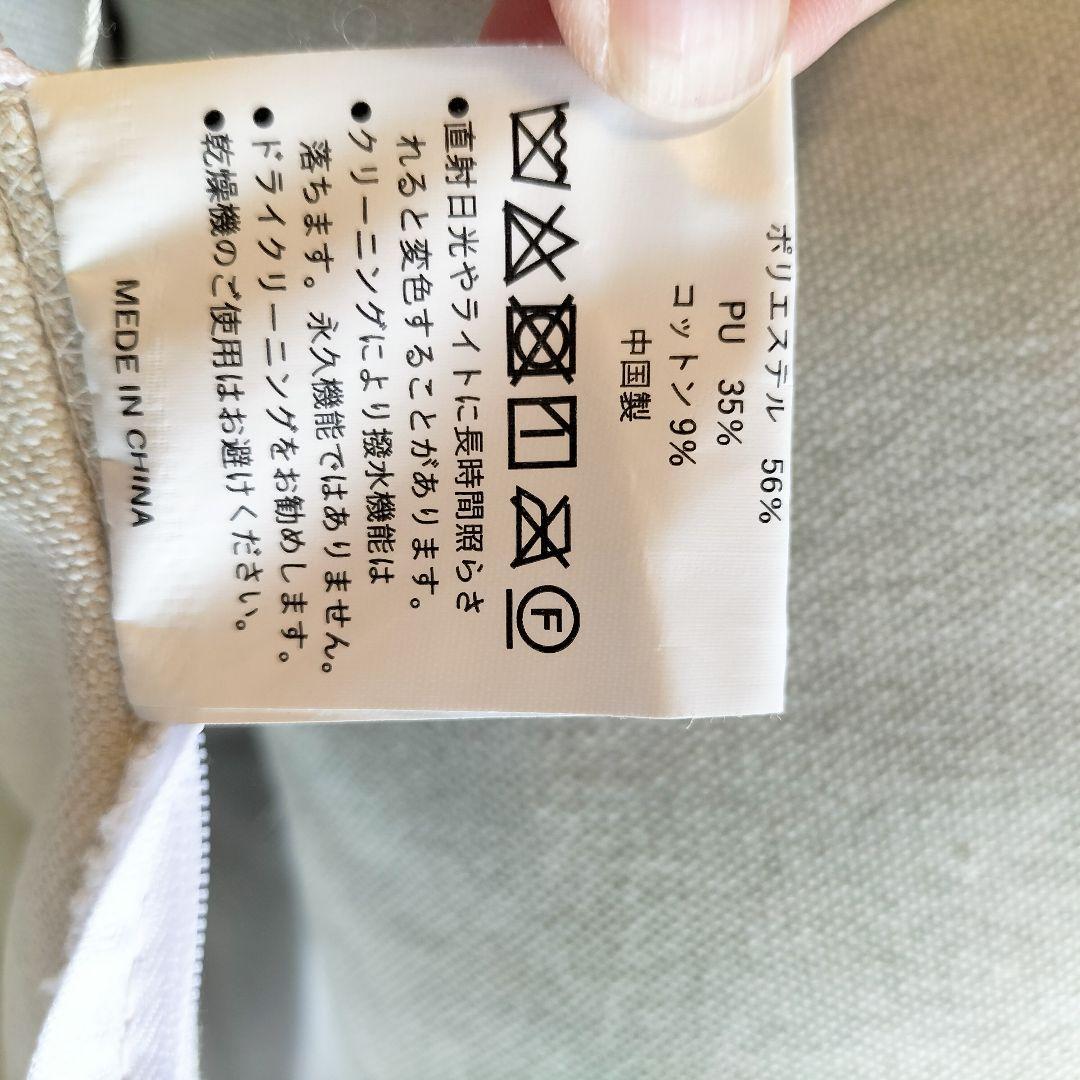 ポリエステル 56%
PU 35%
コットン 9%
中国製
F
●直射日光やライトに長時間照らさ
れると変色することがあります。
●クリーニングにより撥水機能は
落ちます。永久機能ではありません。
●ドライクリーニングをお勧めします。
●乾燥機のご使用はお避けください。
MEDE IN CHINA